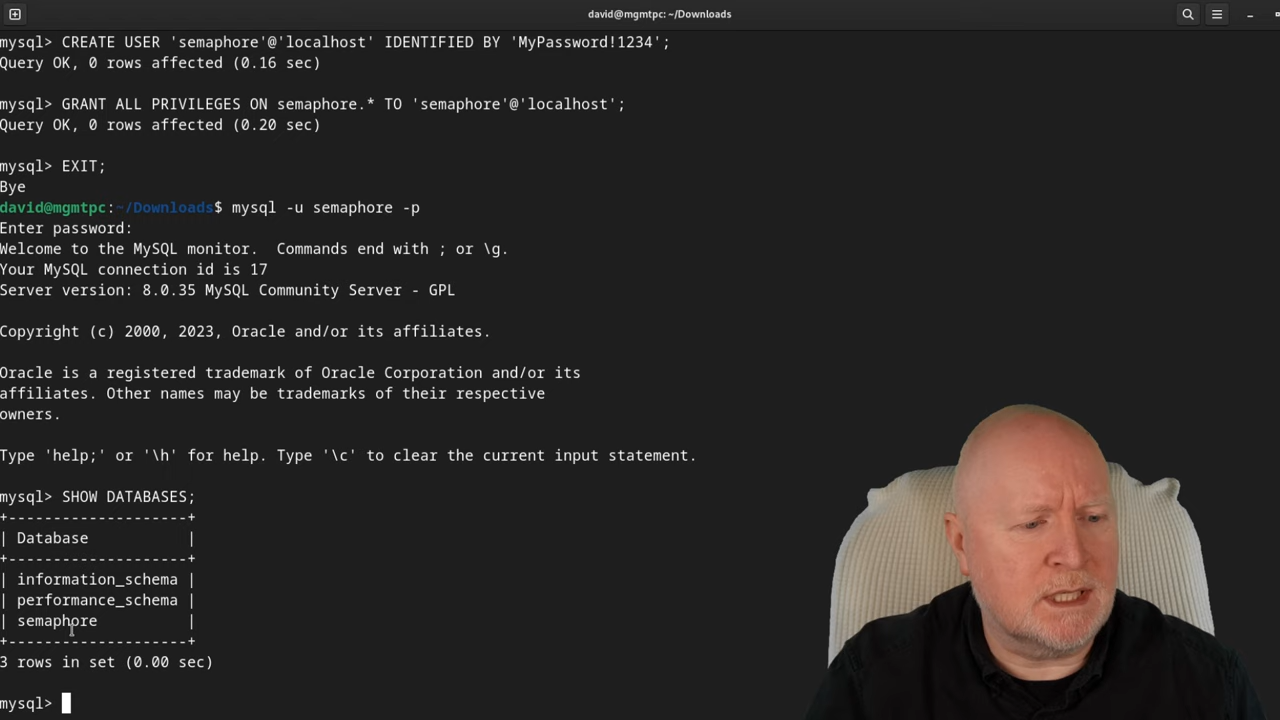 david@mgmtpc: ~/Downloads
mysql> CREATE USER 'semaphore'@'localhost' IDENTIFIED BY 'MyPassword!1234';
Query OK, 0 rows affected (0.16 sec)
mysql> GRANT ALL PRIVILEGES ON semaphore.* TO 'semaphore'@'localhost';
Query OK, 0 rows affected (0.20 sec)
mysql> EXIT;
Bye
david@mgmtpc:~/Downloads$ mysql -u semaphore -p
Enter password:
Welcome to the MySQL monitor.  Commands end with ; or \g.
Your MySQL connection id is 17
Server version: 8.0.35 MySQL Community Server - GPL
Copyright (c) 2000, 2023, Oracle and/or its affiliates.
Oracle is a registered trademark of Oracle Corporation and/or its
affiliates. Other names may be trademarks of their respective
owners.
Type 'help;' or '\h' for help. Type '\c' to clear the current input statement.
mysql> SHOW DATABASES;
+--------------------+
| Database           |
+--------------------+
| information_schema |
| performance_schema |
| semaphore          |
+--------------------+
3 rows in set (0.00 sec)
mysql>